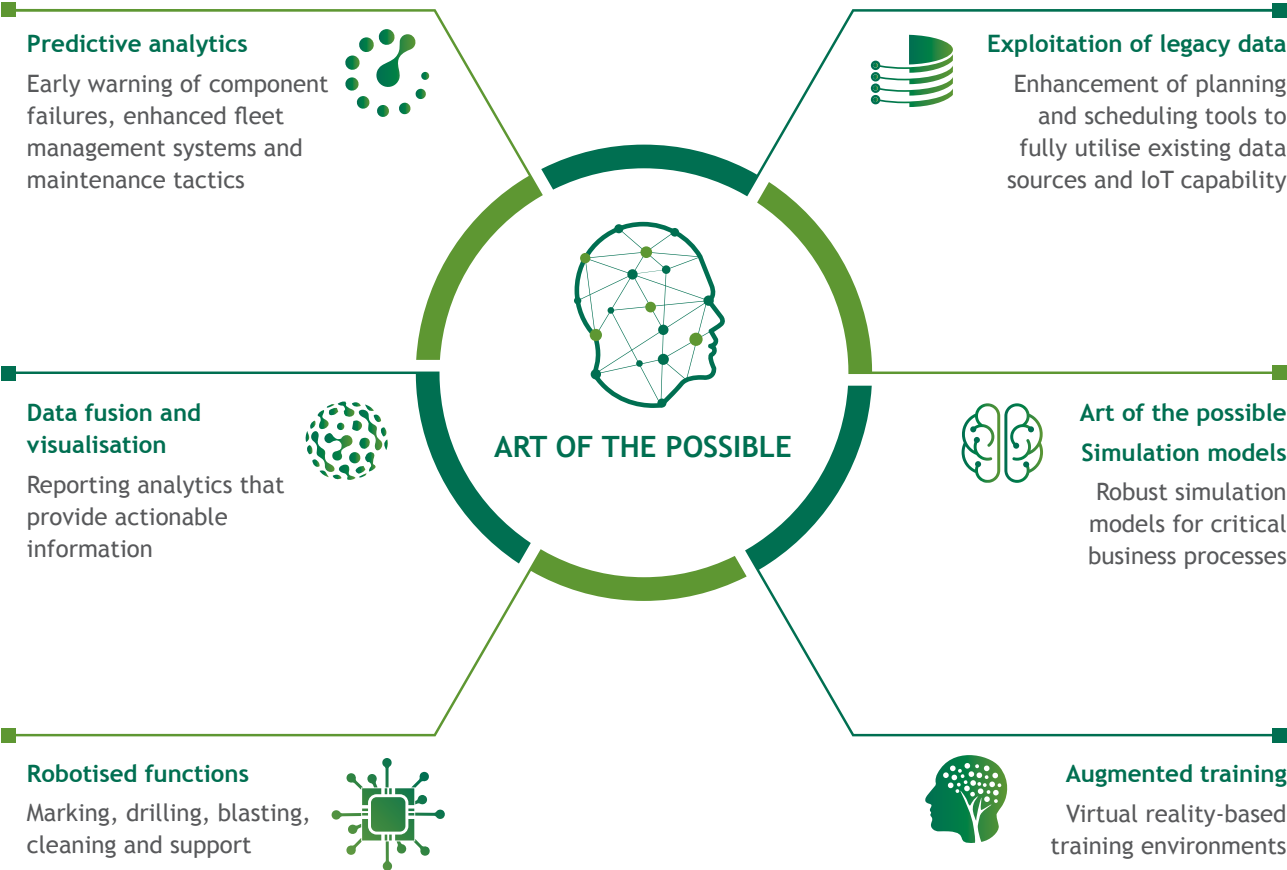 Predictive analytics
Early warning of component
failures, enhanced fleet
management systems and
maintenance tactics
Exploitation of legacy data
Enhancement of planning
and scheduling tools to
fully utilise existing data
sources and IoT capability
ART OF THE POSSIBLE
Data fusion and
visualisation
Reporting analytics that
provide actionable
information
Art of the possible
Simulation models
Robust simulation
models for critical
business processes
Robotised functions
Marking, drilling, blasting,
cleaning and support
Augmented training
Virtual reality-based
training environments